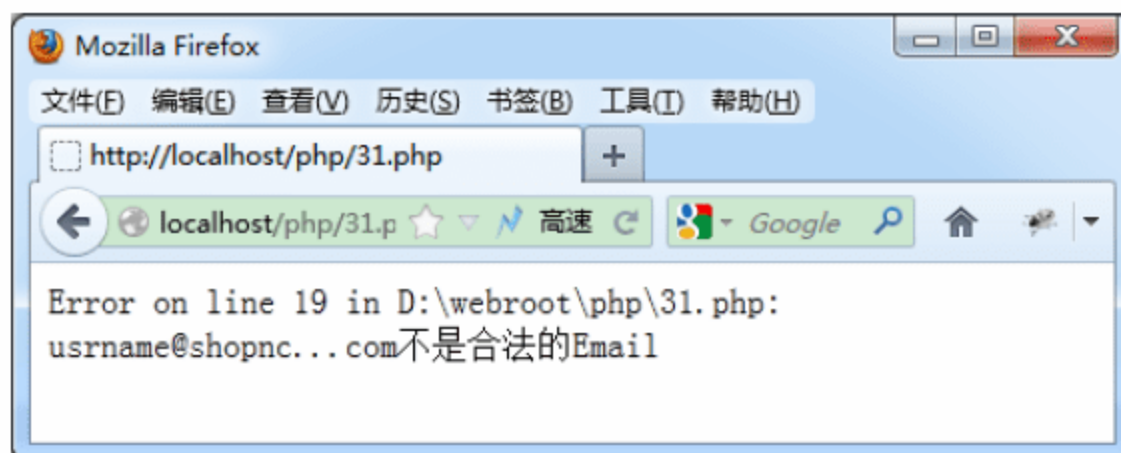 Mozilla Firefox
文件(F) 编辑(E) 查看(V) 历史(S) 书签(B) 工具(T) 帮助(H)
http://localhost/php/31.php
localhost/php/31.p 高速 Google
Error on line 19 in D:\webroot\php\31.php:
usrname@shopnc...com不是合法的Email